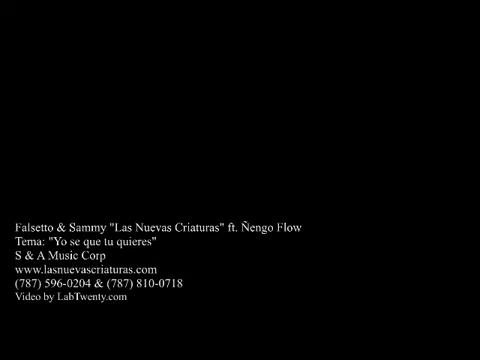 Falsetto & Sammy "Las Nuevas Criaturas" ft. Ñengo Flow
Tema: "Yo se que tu quieres"
S & A Music Corp
www.lasnuevascriaturas.com
(787) 596-0204 & (787) 810-0718
Video by LabTwenty.com